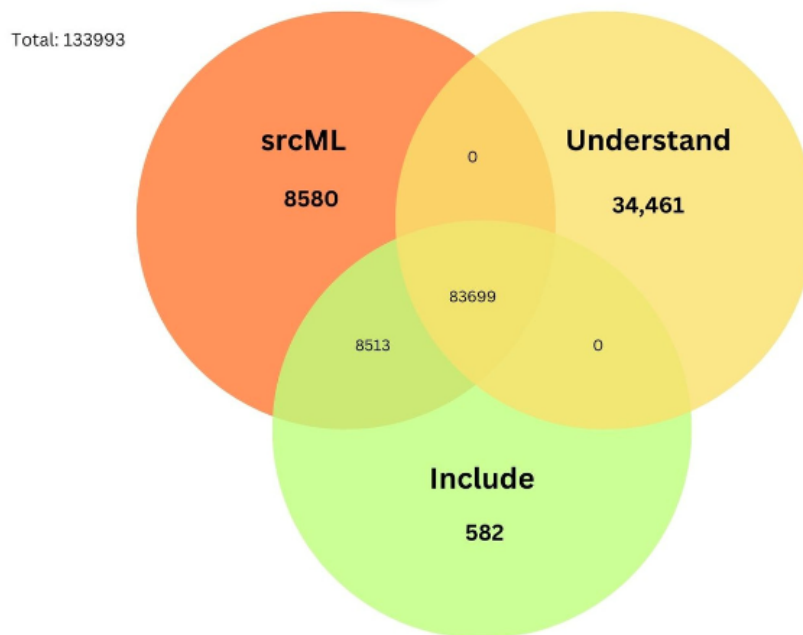 Total: 133993
srcML
Understand
0
8580
34,461
83699
8513
0
Include
582